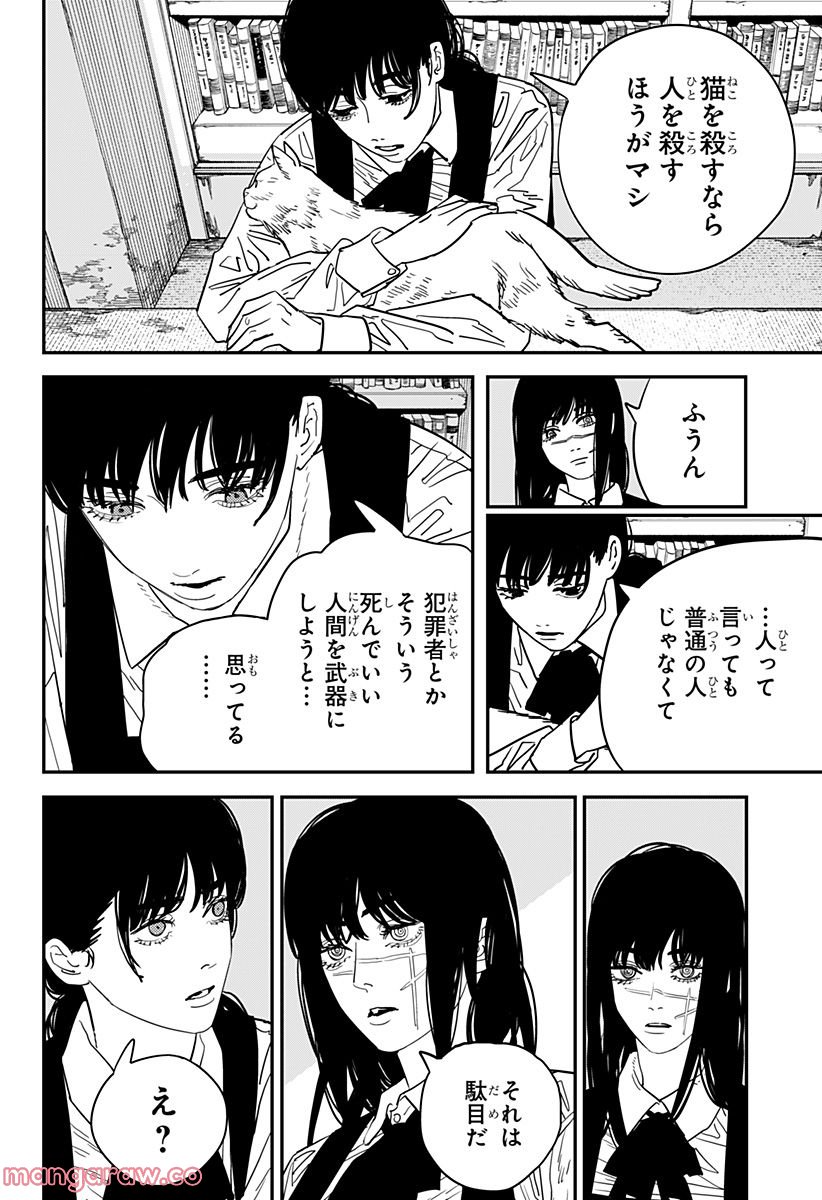 猫を殺すなら
人を殺す
ほうがマシ
ふうん
…人って
言っても
普通の人
じゃなくて
犯罪者とか
そういう
死んでいい
人間を武器に
しようと…
思ってる
……
それは
駄目だ
え?
mangaraw.co